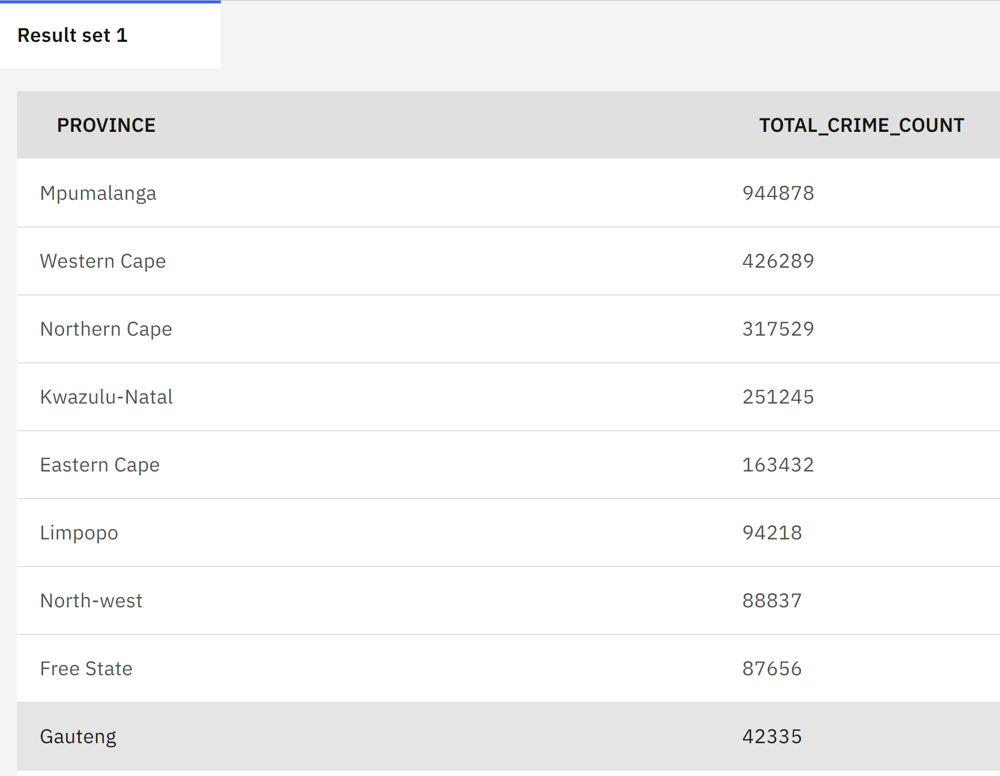 Result set 1
PROVINCE TOTAL_CRIME_COUNT
Mpumalanga 944878
Western Cape 426289
Northern Cape 317529
Kwazulu-Natal 251245
Eastern Cape 163432
Limpopo 94218
North-west 88837
Free State 87656
Gauteng 42335